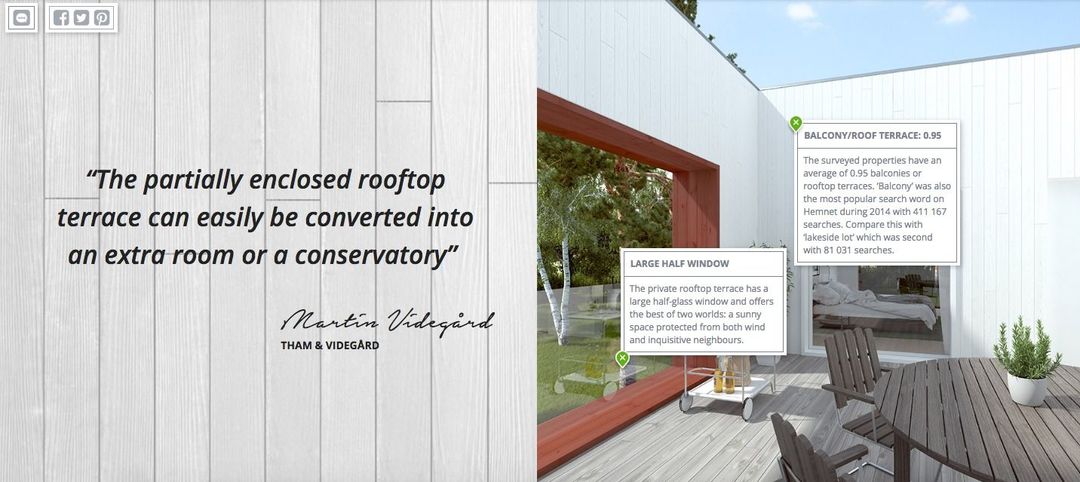 “The partially enclosed rooftop
terrace can easily be converted into
an extra room or a conservatory”
Martin Videgård
THAM & VIDEGÅRD
BALCONY/ROOF TERRACE: 0.95
The surveyed properties have an
average of 0.95 balconies or
rooftop terraces. ‘Balcony’ was also
the most popular search word on
Hemnet during 2014 with 411 167
searches. Compare this with
‘lakeside lot’ which was second
with 81 031 searches.
LARGE HALF WINDOW
The private rooftop terrace has a
large half-glass window and offers
the best of two worlds: a sunny
space protected from both wind
and inquisitive neighbours.